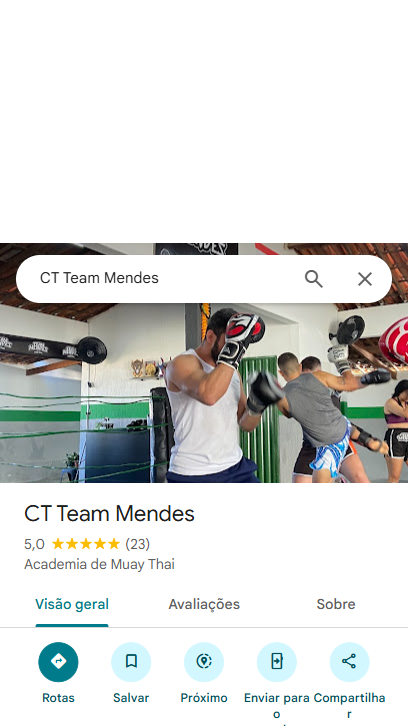 CT Team Mendes
CT Team Mendes
5,0 (23)
Academia de Muay Thai
Visão geral
Avaliações
Sobre
Rotas
Salvar
Próximo
Enviar para
o
Compartilha
r